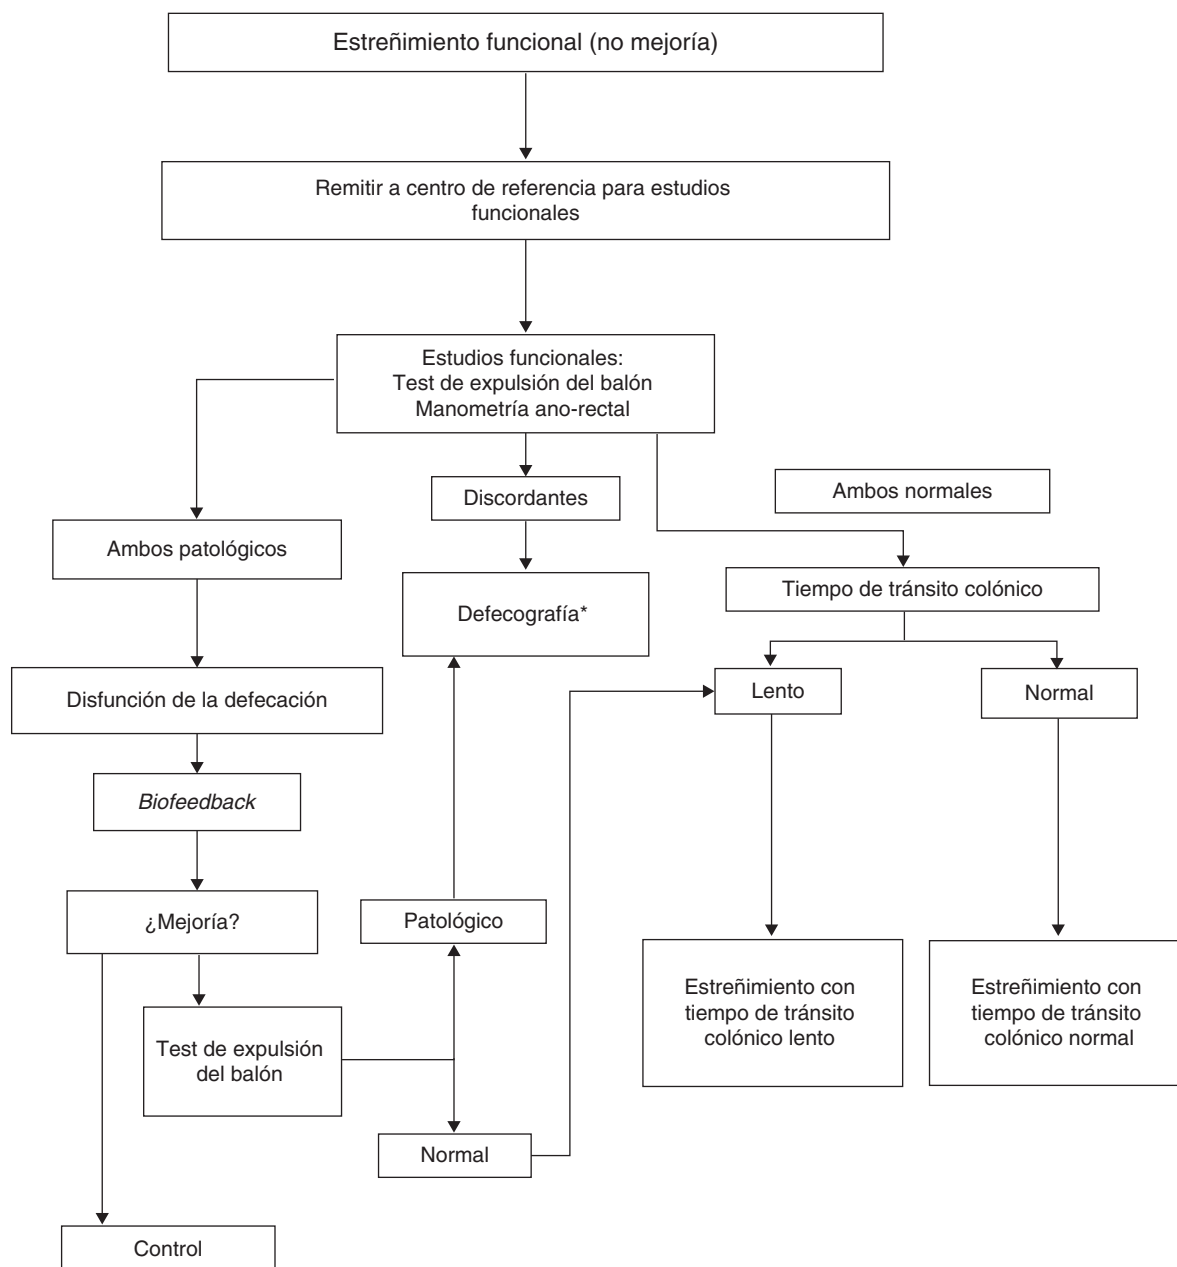 Estreñimiento funcional (no mejoría)
Remitir a centro de referencia para estudios
funcionales
Estudios funcionales:
Test de expulsión del balón
Manometría ano-rectal
Discordantes
Ambos normales
Ambos patológicos
Defecografía*
Tiempo de tránsito colónico
Disfunción de la defecación
Lento
Normal
Biofeedback
¿Mejoría?
Patológico
Estreñimiento con
tiempo de tránsito
colónico lento
Estreñimiento con
tiempo de tránsito
colónico normal
Test de expulsión
del balón
Normal
Control